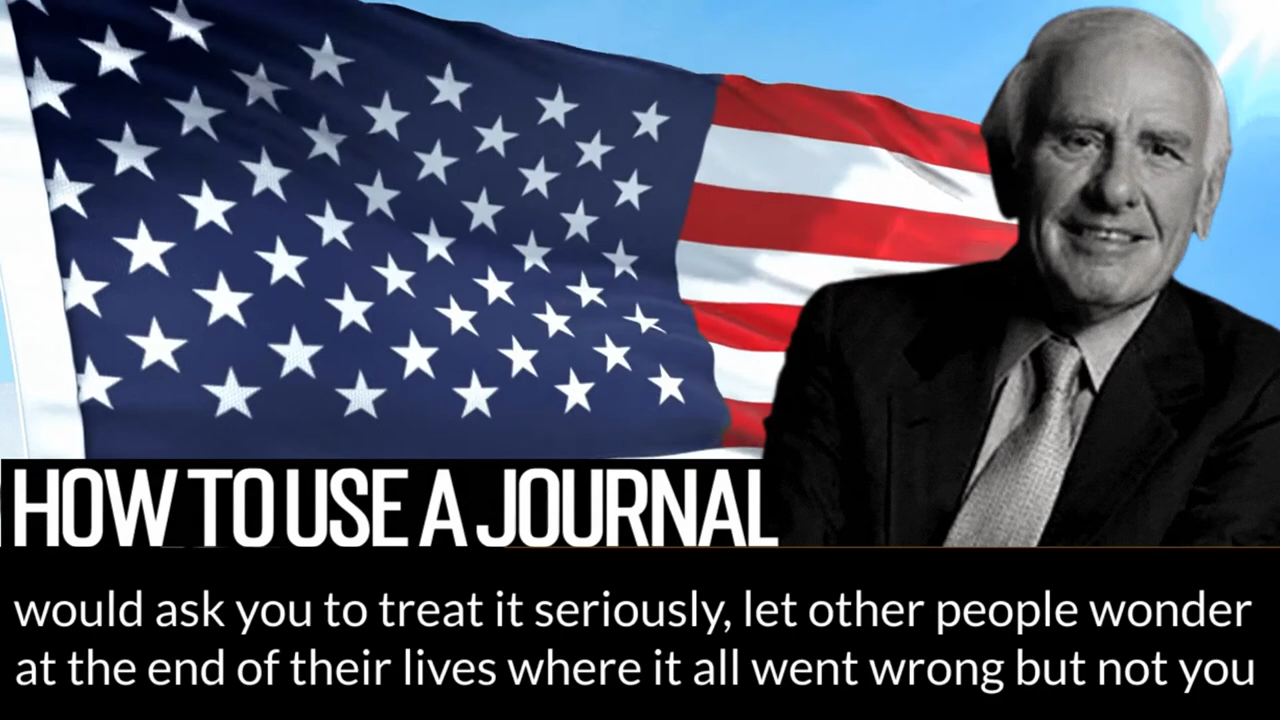 HOW TO USE A JOURNAL
would ask you to treat it seriously, let other people wonder
at the end of their lives where it all went wrong but not you